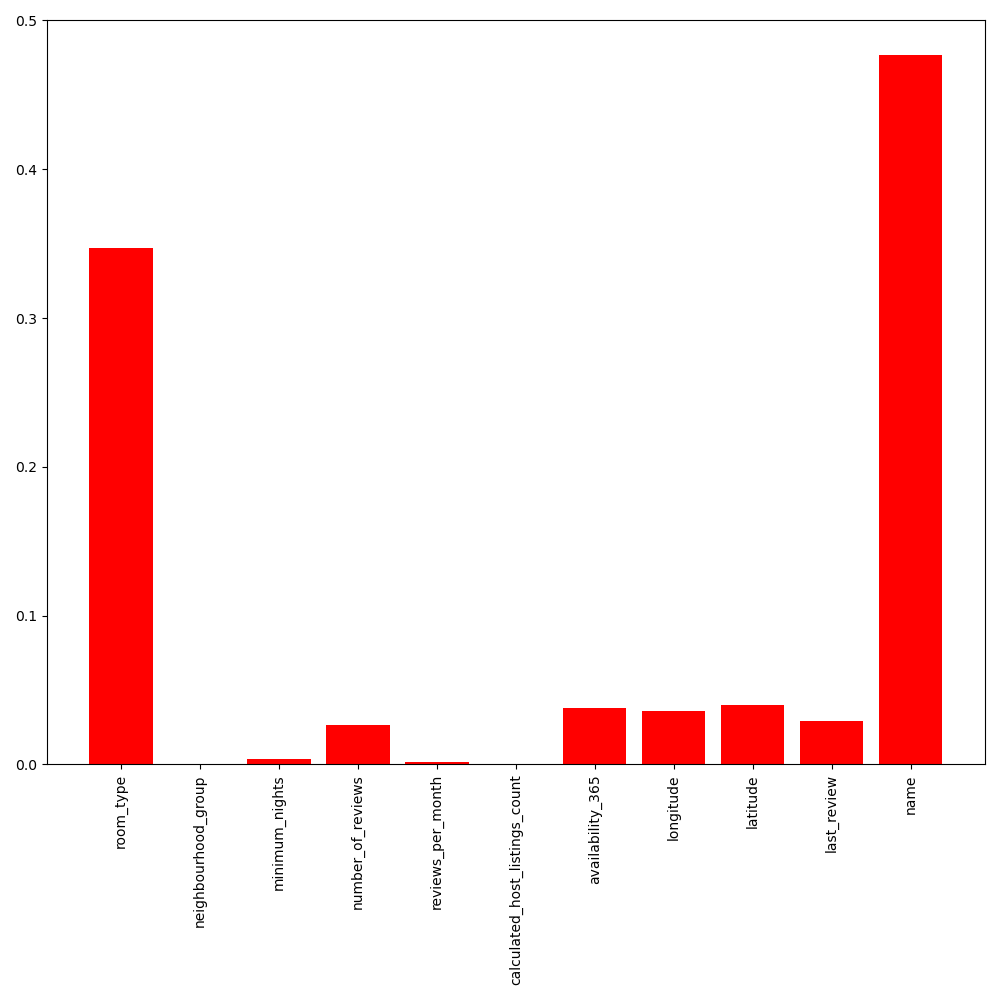 0.5
0.4
0.3
0.2
0.1
0.0
room_type
neighbourhood_group
minimum_nights
number_of_reviews
reviews_per_month
calculated_host_listings_count
availability_365
longitude
latitude
last_review
name